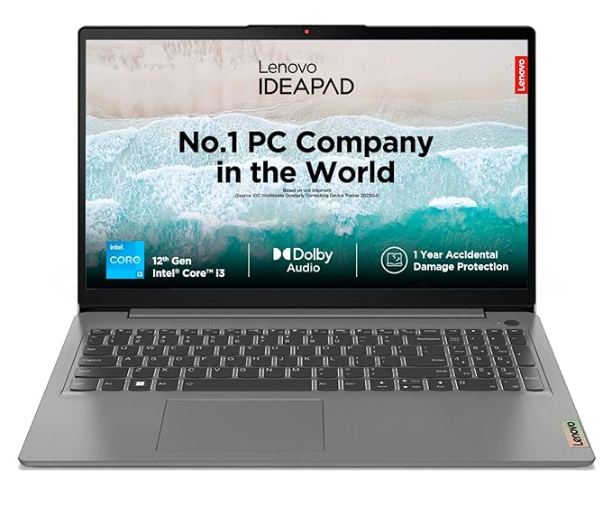 Lenovo
IDEAPAD
Lenovo
No.1 PC Company
in the World
Based on unit shipment
(Source: IDC Worldwide Quarterly Computing Device Tracker 2022Q4)
intel
CORE
i3
12th Gen
Intel® Core™ i3
Dolby
Audio
1 Year Accidental
Damage Protection
Lenovo